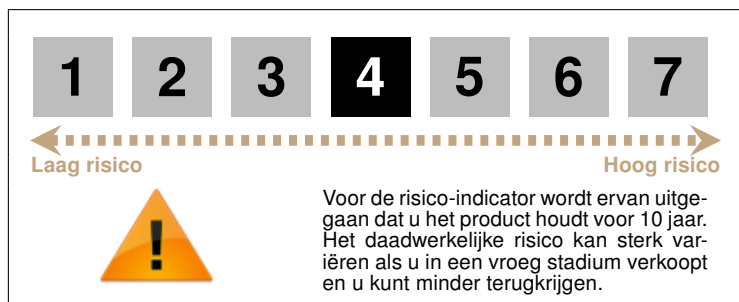 1 2 3 4 5 6 7
Laag risico Hoog risico
!
Voor de risico-indicator wordt ervan uitge-
gaan dat u het product houdt voor 10 jaar.
Het daadwerkelijke risico kan sterk var-
iëren als u in een vroeg stadium verkoopt
en u kunt minder terugkrijgen.